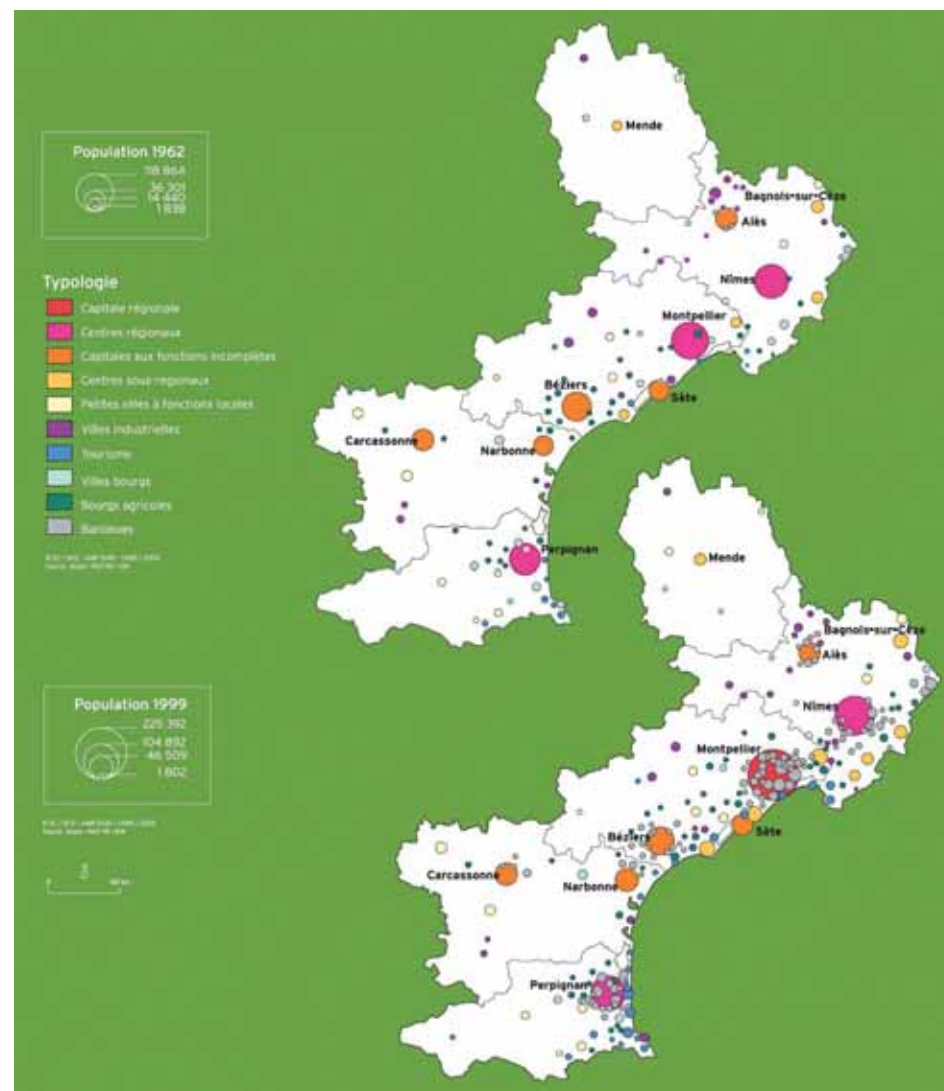 Population 1962
118 864
36 301
14 440
1 838
Typologie
Capitale régionale
Centres régionaux
Capitales aux fonctions incomplètes
Centres sous-régionaux
Petites villes à fonctions locales
Villes industrielles
Tourisme
Villes bourgs
Bourgs agricoles
Banlieues
Mende
Bagnols-sur-Cèze
Alès
Nîmes
Montpellier
Béziers
Sète
Carcassonne
Narbonne
Perpignan
Population 1999
225 392
104 892
46 509
1 602
Mende
Bagnols-sur-Cèze
Alès
Nîmes
Montpellier
Béziers
Sète
Carcassonne
Narbonne
Perpignan